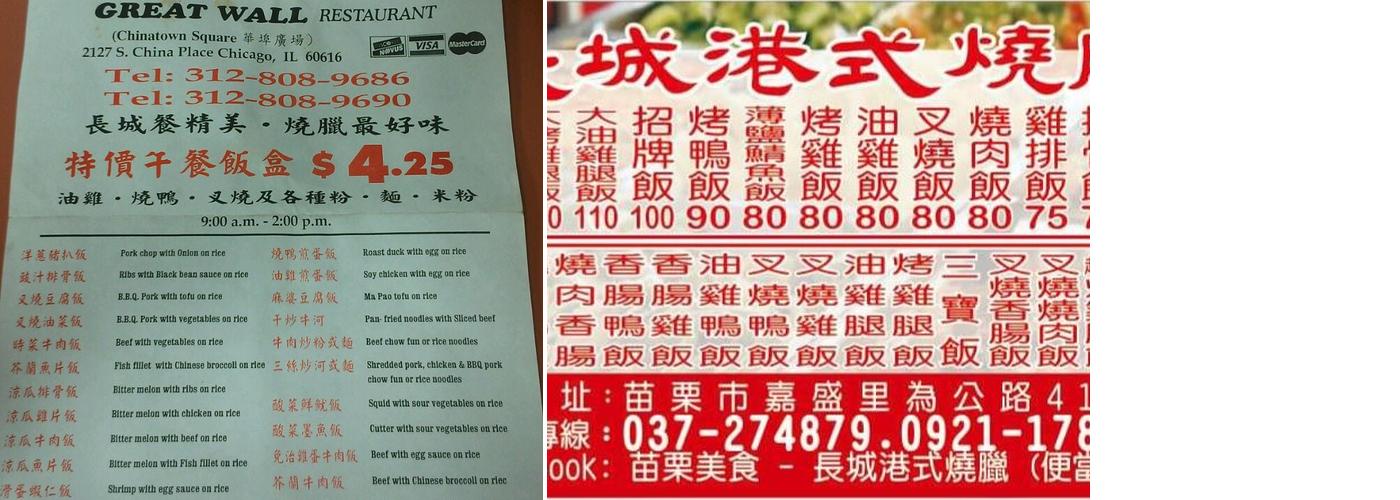 GREAT WALL RESTAURANT
(Chinatown Square 華埠廣場)
2127 S. China Place Chicago, IL 60616
NOVUS VISA MasterCard
Tel: 312-808-9686
Tel: 312-808-9690
長城餐精美・燒臘最好味
特價午餐飯盒 $4.25
油雞・燒鴨・叉燒及各種粉・麵・米粉
9:00 a.m. - 2:00 p.m.
洋蔥豬扒飯 Pork chop with Onion on rice
豉汁排骨飯 Ribs with Black bean sauce on rice
叉燒豆腐飯 B.B.Q. Pork with tofu on rice
叉燒油菜飯 B.B.Q. Pork with vegetables on rice
時菜牛肉飯 Beef with vegetables on rice
芥蘭魚片飯 Fish fillet with Chinese broccoli on rice
涼瓜排骨飯 Bitter melon with ribs on rice
涼瓜雞片飯 Bitter melon with chicken on rice
涼瓜牛肉飯 Bitter melon with beef on rice
涼瓜魚片飯 Bitter melon with Fish fillet on rice
滑蛋蝦仁飯 Shrimp with egg sauce on rice
燒鴨煎蛋飯 Roast duck with egg on rice
油雞煎蛋飯 Soy chicken with egg on rice
麻婆豆腐飯 Ma Pao tofu on rice
干炒牛河 Pan- fried noodles with Sliced beef
牛肉炒粉或麵 Beef chow fun or rice noodles
三絲炒河或麵 Shredded pork, chicken & BBQ pork
chow fun or rice noodles
酸菜鮮魷飯 Squid with sour vegetables on rice
酸菜墨魚飯 Cutter with sour vegetables on rice
免治雞蛋牛肉飯 Beef with egg sauce on rice
芥蘭牛肉飯 Beef with Chinese broccoli on riec
城港式燒
大油雞腿飯 110
招牌飯 100
烤鴨飯 90
薄鹽鯖魚飯 80
烤雞飯 80
油雞飯 80
叉燒飯 80
燒肉飯 80
雞排飯 75
燒肉香腸
香腸鴨飯
香腸雞飯
油雞鴨飯
叉燒鴨飯
叉燒雞飯
油雞腿飯
烤雞腿飯
三寶飯
叉燒香腸飯
叉燒燒肉飯
址:苗栗市嘉盛里為公路41
專線:037-274879.0921-178
ook: 苗栗美食 - 長城港式燒臘 (便當